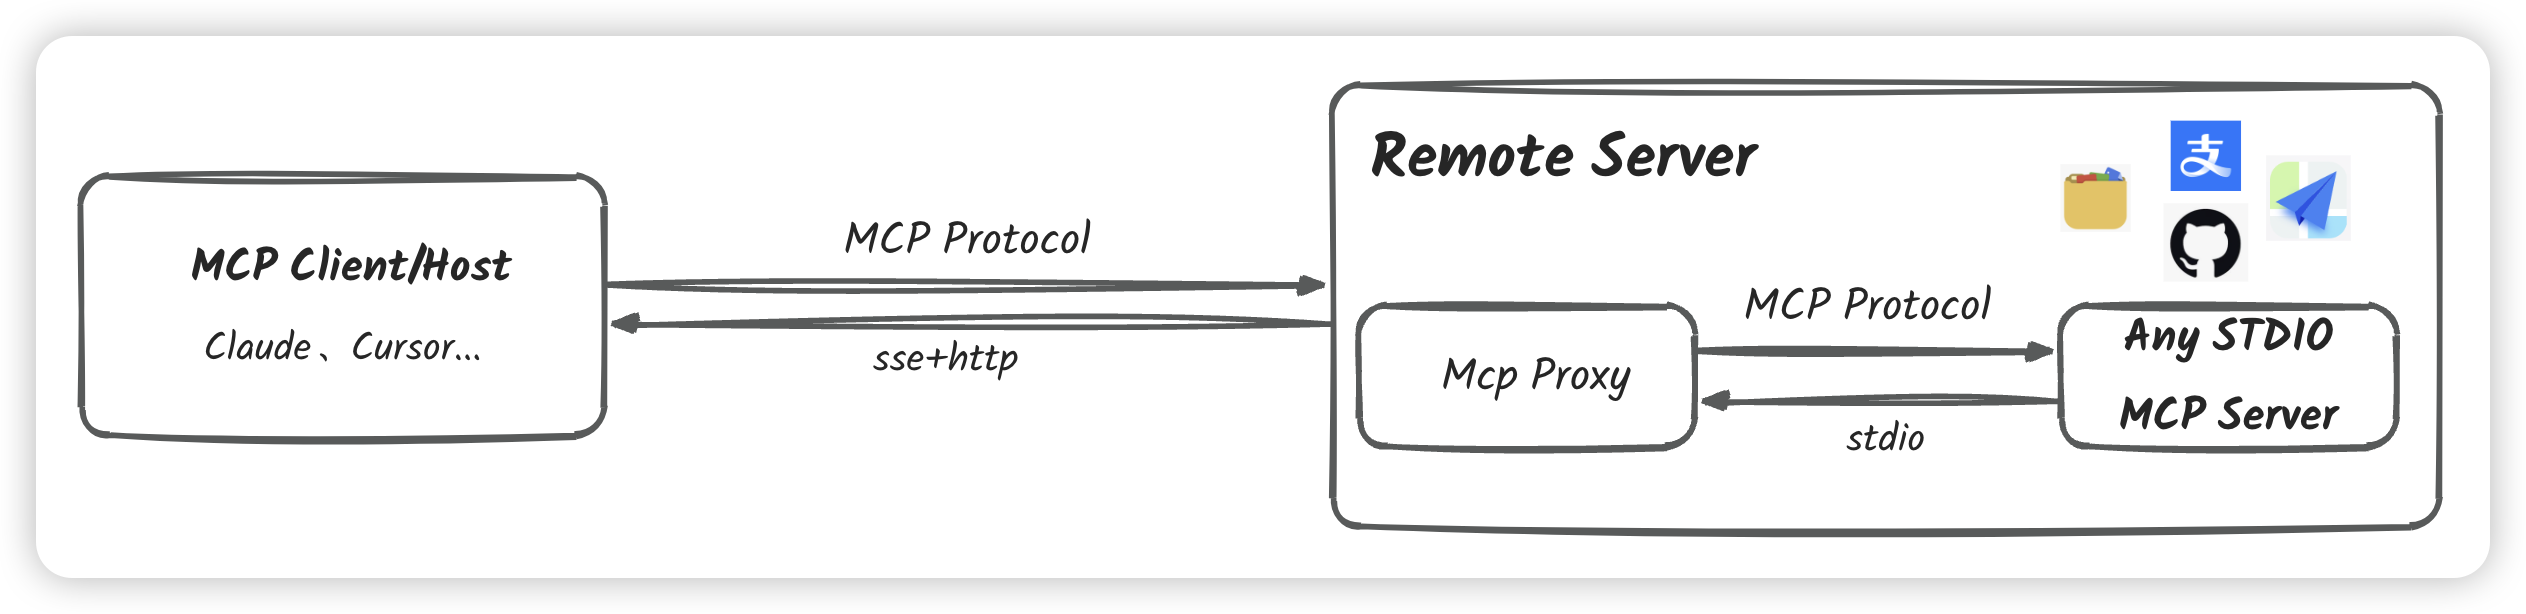 MCP Client/Host
Claude、Cursor...
MCP Protocol
sse+http
Remote Server
支
Mcp Proxy
MCP Protocol
stdio
Any STDIO
MCP Server